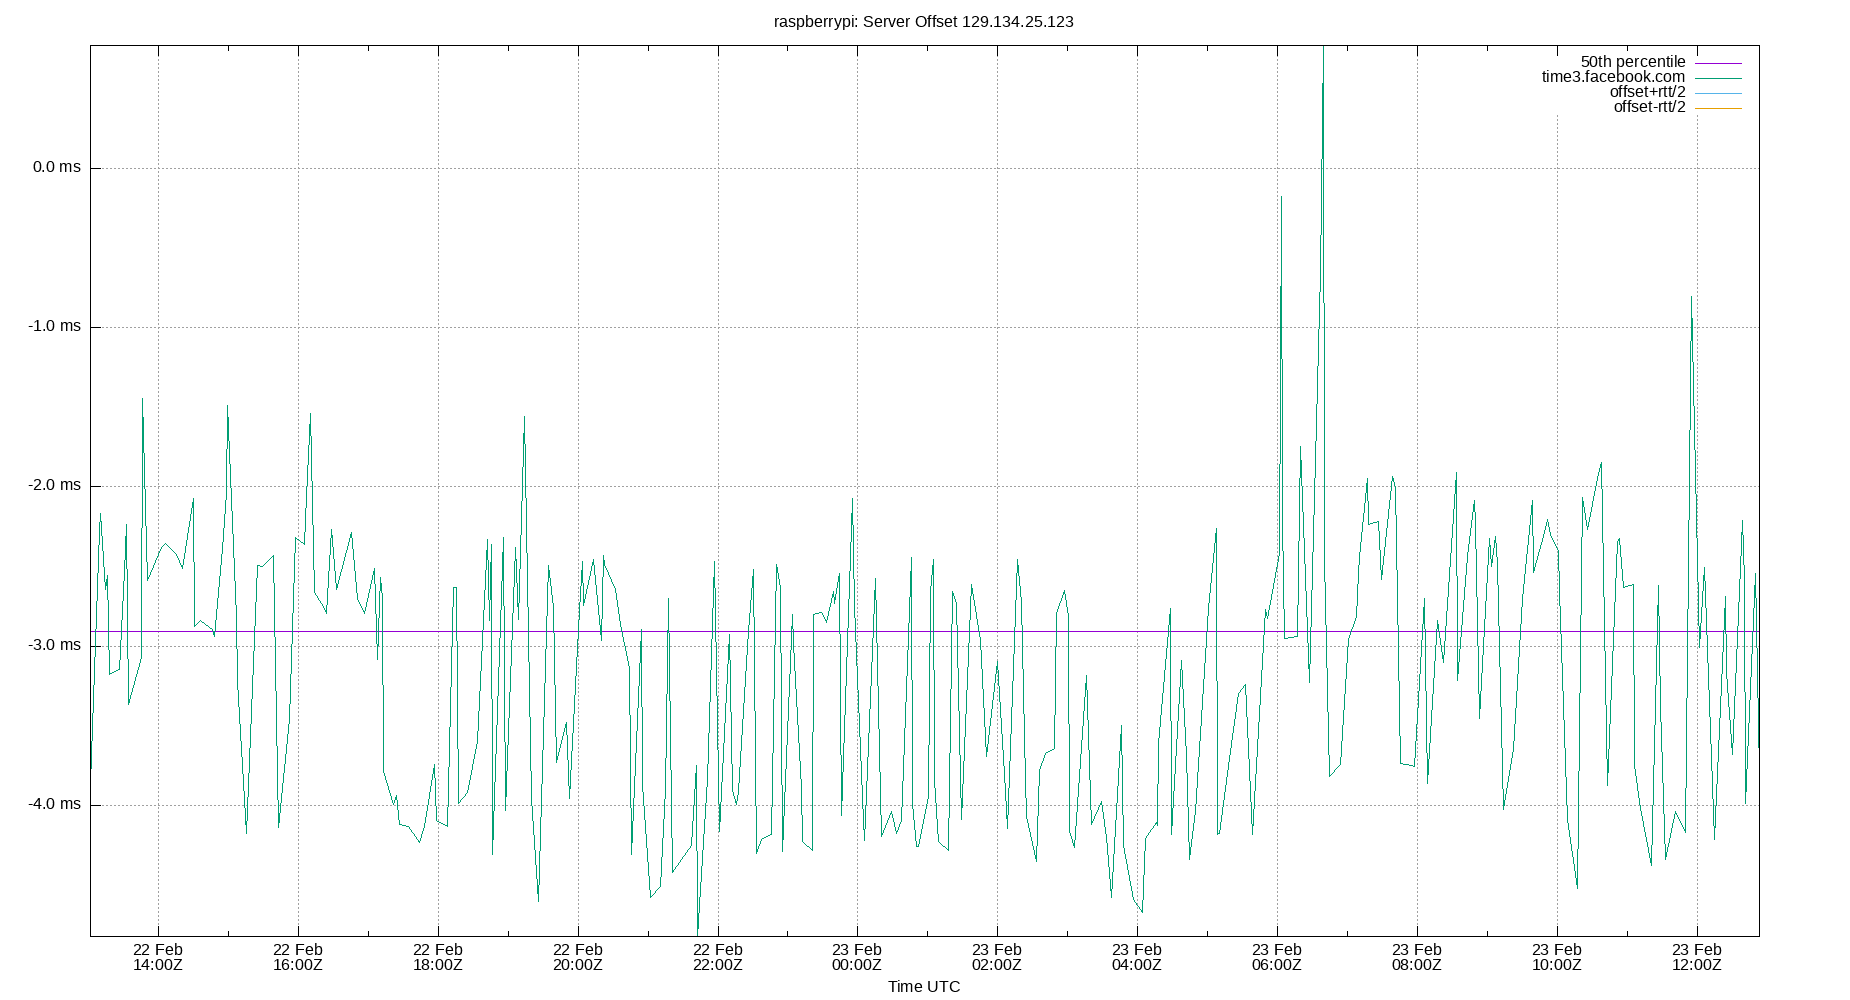 raspberrypi: Server Offset 129.134.25.123
50th percentile
time3.facebook.com
offset+rtt/2
offset-rtt/2
0.0 ms
-1.0 ms
-2.0 ms
-3.0 ms
-4.0 ms
22 Feb 22 Feb 22 Feb 22 Feb 22 Feb 23 Feb 23 Feb 23 Feb 23 Feb 23 Feb 23 Feb 23 Feb
14:00Z 16:00Z 18:00Z 20:00Z 22:00Z 00:00Z 02:00Z 04:00Z 06:00Z 08:00Z 10:00Z 12:00Z
Time UTC